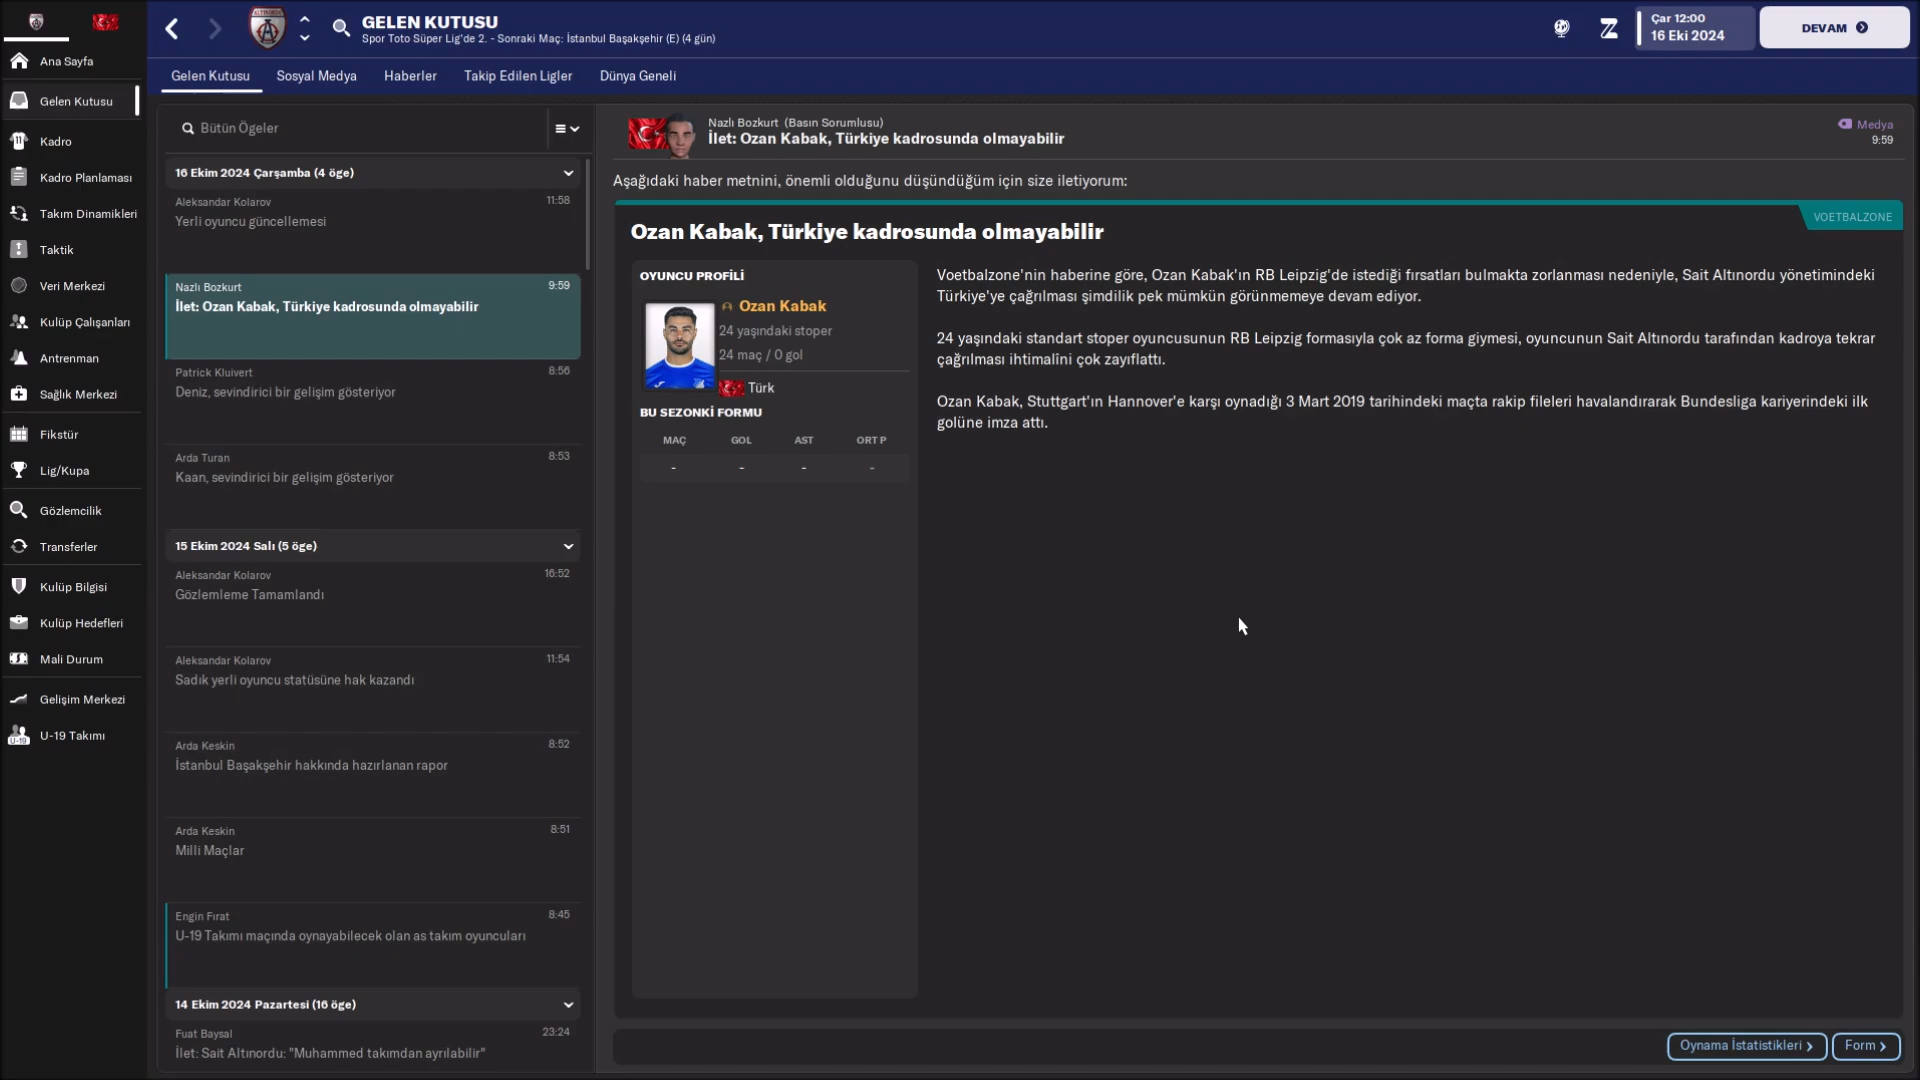 GELEN KUTUSU
Spor Toto Süper Lig'de 2. - Sonraki Maç: İstanbul Başakşehir (E) (4 gün)
Çar 12:00
16 Eki 2024
DEVAM
Ana Sayfa
Gelen Kutusu
Kadro
Kadro Planlaması
Takım Dinamikleri
Taktik
Veri Merkezi
Kulüp Çalışanları
Antrenman
Sağlık Merkezi
Fikstür
Lig/Kupa
Gözlemcilik
Transferler
Kulüp Bilgisi
Kulüp Hedefleri
Mali Durum
Gelişim Merkezi
U-19 Takımı
Gelen Kutusu
Sosyal Medya
Haberler
Takip Edilen Ligler
Dünya Geneli
Bütün Ögeler
16 Ekim 2024 Çarşamba (4 öge)
Aleksandar Kolarov 11:58
Yerli oyuncu güncellemesi
Nazlı Bozkurt 9:59
İlet: Ozan Kabak, Türkiye kadrosunda olmayabilir
Patrick Kluivert 8:56
Deniz, sevindirici bir gelişim gösteriyor
Arda Turan 8:53
Kaan, sevindirici bir gelişim gösteriyor
15 Ekim 2024 Salı (5 öge)
Aleksandar Kolarov 16:52
Gözlemleme Tamamlandı
Aleksandar Kolarov 11:54
Sadık yerli oyuncu statüsüne hak kazandı
Arda Keskin 8:52
İstanbul Başakşehir hakkında hazırlanan rapor
Arda Keskin 8:51
Milli Maçlar
Engin Fırat 8:45
U-19 Takımı maçında oynayabilecek olan as takım oyuncuları
14 Ekim 2024 Pazartesi (16 öge)
Fuat Baysal 23:24
İlet: Sait Altınordu: "Muhammed takımdan ayrılabilir"
Nazlı Bozkurt (Basın Sorumlusu)
İlet: Ozan Kabak, Türkiye kadrosunda olmayabilir
Medya
9:59
Aşağıdaki haber metnini, önemli olduğunu düşündüğüm için size iletiyorum:
VOETBALZONE
Ozan Kabak, Türkiye kadrosunda olmayabilir
OYUNCU PROFİLİ
Ozan Kabak
24 yaşındaki stoper
24 maç / 0 gol
Türk
BU SEZONKİ FORMU
MAÇ GOL AST ORT P
- - - -
Voetbalzone'nin haberine göre, Ozan Kabak'ın RB Leipzig'de istediği fırsatları bulmakta zorlanması nedeniyle, Sait Altınordu yönetimindeki
Türkiye'ye çağrılması şimdilik pek mümkün görünmemeye devam ediyor.
24 yaşındaki standart stoper oyuncusunun RB Leipzig formasıyla çok az forma giymesi, oyuncunun Sait Altınordu tarafından kadroya tekrar
çağrılması ihtimalîni çok zayıflattı.
Ozan Kabak, Stuttgart'ın Hannover'e karşı oynadığı 3 Mart 2019 tarihindeki maçta rakip fileleri havalandırarak Bundesliga kariyerindeki ilk
golüne imza attı.
Oynama İstatistikleri
Form